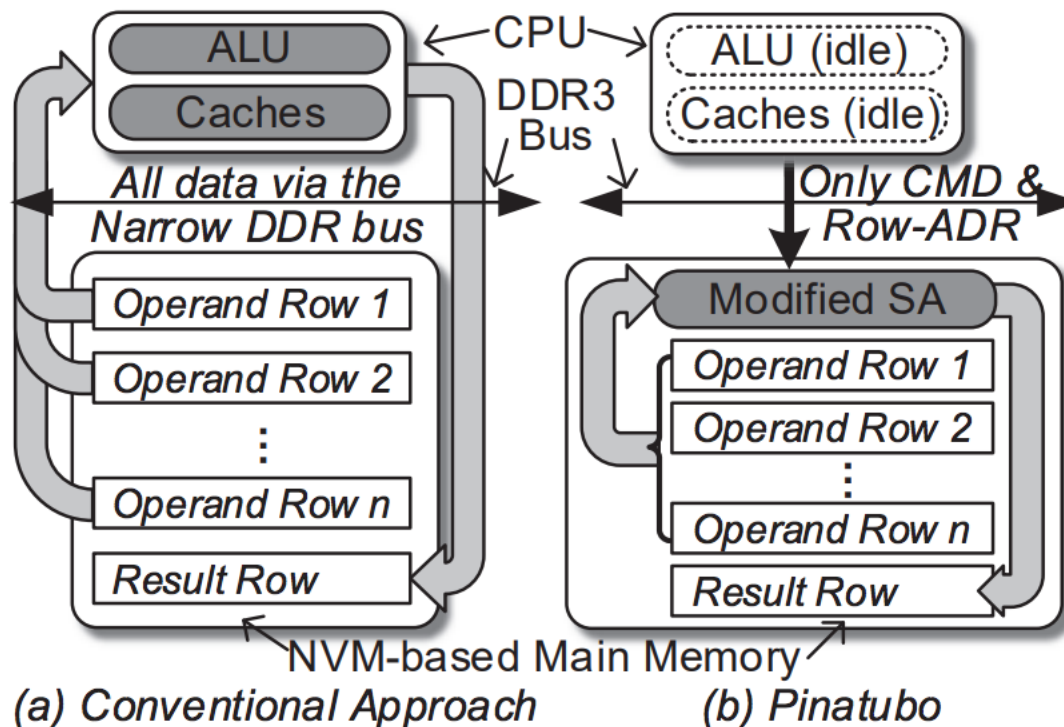 ALU
Caches
CPU
DDR3
Bus
ALU (idle)
Caches (idle)
All data via the
Narrow DDR bus
Only CMD &
Row-ADR
Operand Row 1
Operand Row 2
⋮
Operand Row n
Result Row
Modified SA
Operand Row 1
Operand Row 2
⋮
Operand Row n
Result Row
NVM-based Main Memory
(a) Conventional Approach
(b) Pinatubo